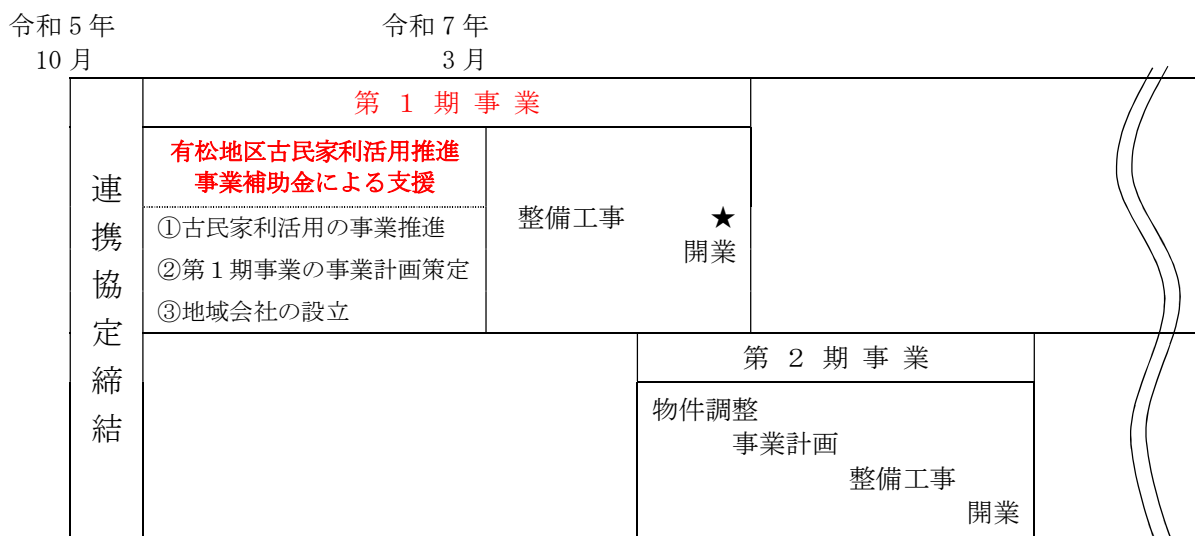 令和5年
10月
令和7年
3月
連携協定締結
第1期事業
有松地区古民家利活用推進
事業補助金による支援
①古民家利活用の事業推進
②第1期事業の事業計画策定
③地域会社の設立
整備工事
★
開業
第2期事業
物件調整
事業計画
整備工事
開業